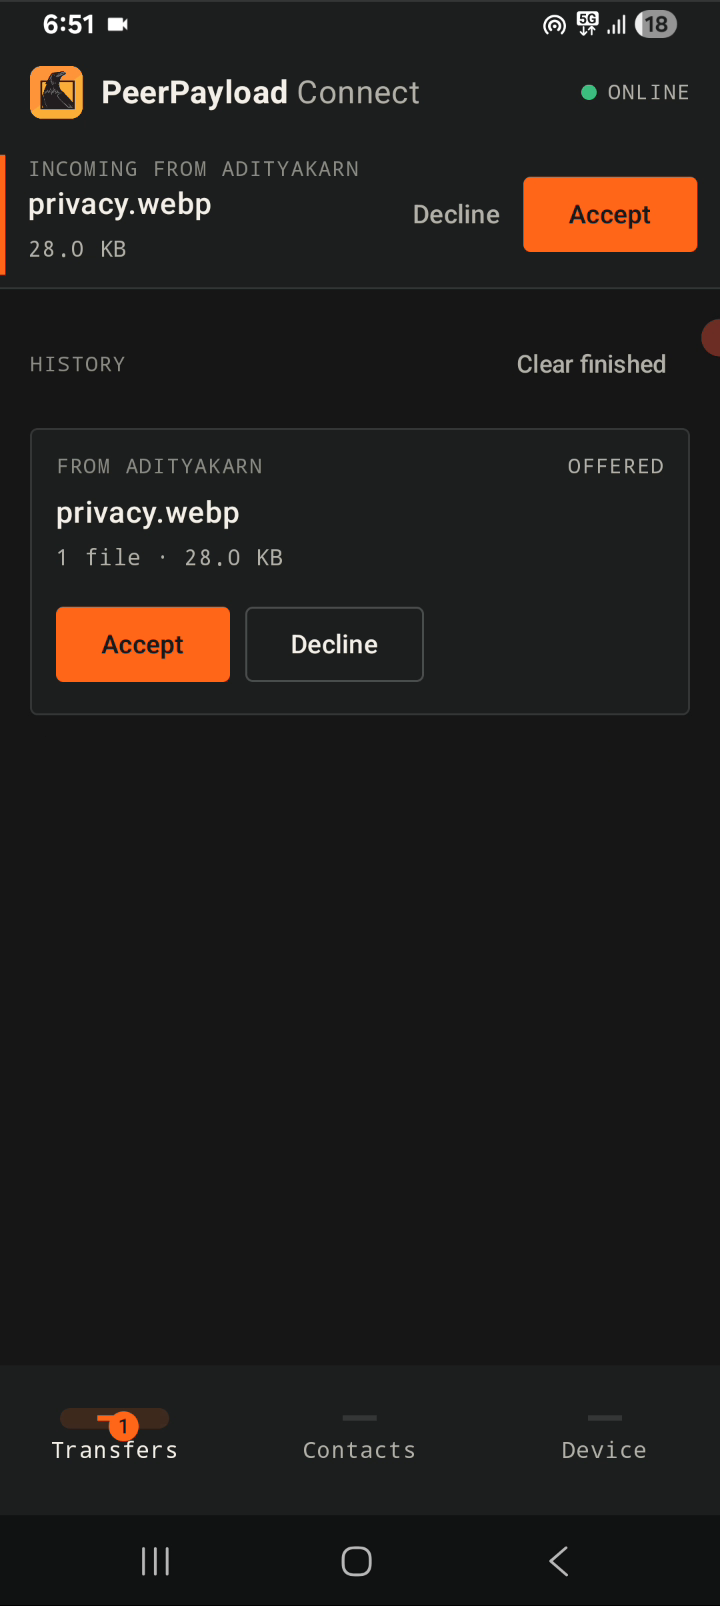 6:51
5G
18
PeerPayload Connect
ONLINE
INCOMING FROM ADITYAKARN
privacy.webp
28.0 KB
Decline
Accept
HISTORY
Clear finished
FROM ADITYAKARN
OFFERED
privacy.webp
1 file · 28.0 KB
Accept
Decline
1
Transfers
Contacts
Device